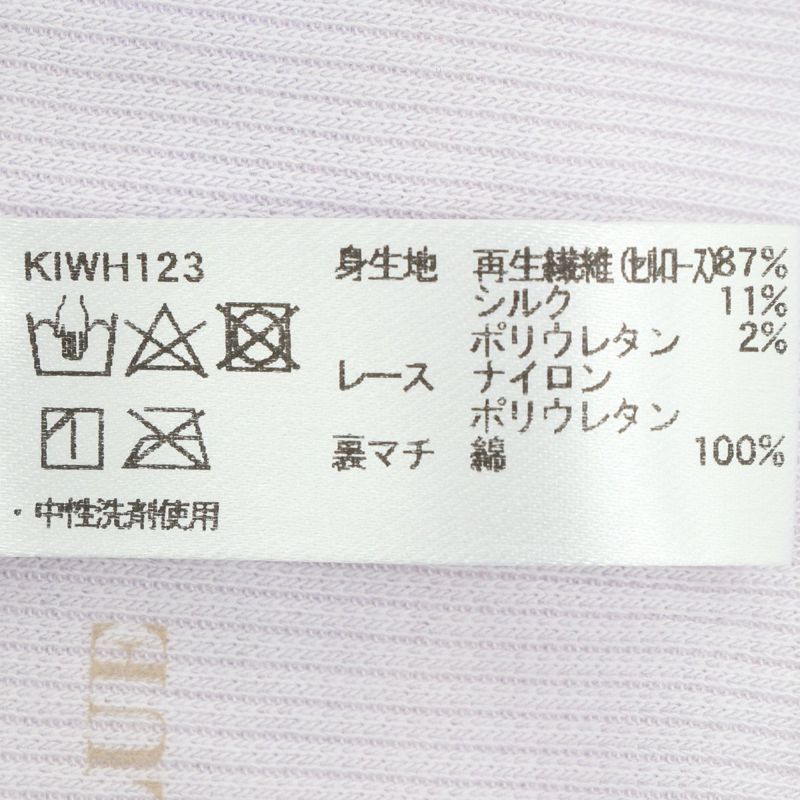 KIWH123
・中性洗剤使用
身生地 再生繊維(セルロース)87%
シルク 11%
ポリウレタン 2%
レース ナイロン
ポリウレタン
裏マチ 綿 100%